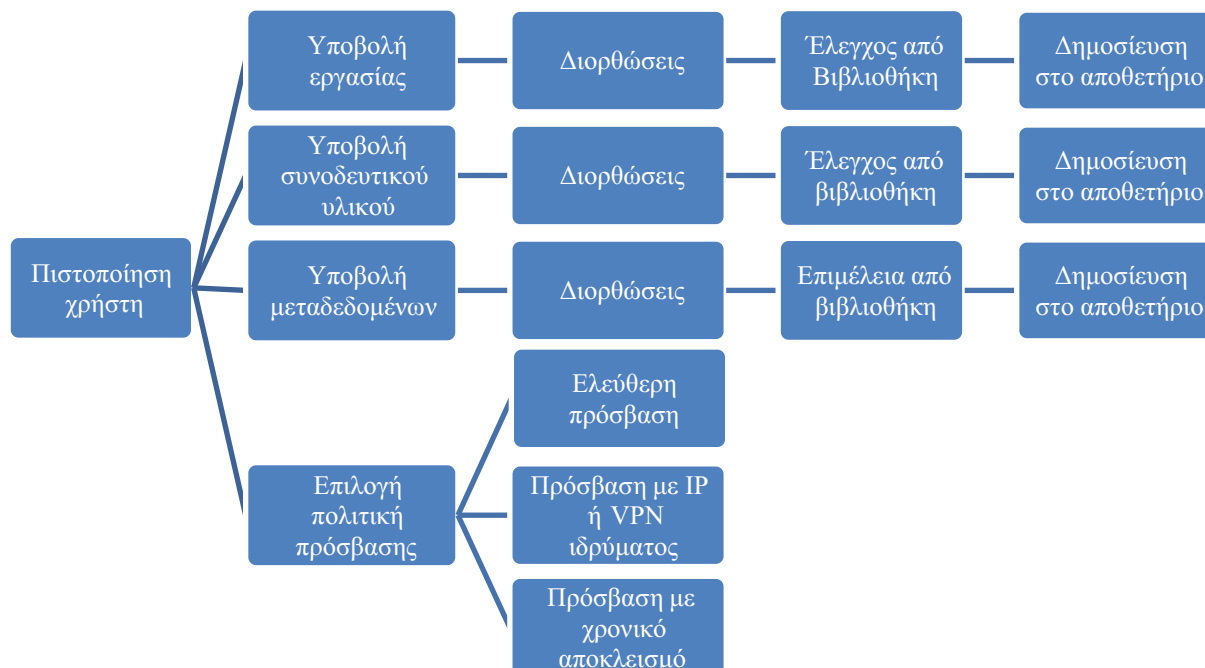 Υποβολή
εργασίας
Διορθώσεις
Έλεγχος από
Βιβλιοθήκη
Δημοσίευση
στο αποθετήριο
Υποβολή
συνοδευτικού
υλικού
Διορθώσεις
Έλεγχος από
βιβλιοθήκη
Δημοσίευση
στο αποθετήριο
Πιστοποίηση
χρήστη
Υποβολή
μεταδεδομένων
Διορθώσεις
Επιμέλεια από
βιβλιοθήκη
Δημοσίευση
στο αποθετήριο
Επιλογή
πολιτική
πρόσβασης
Ελεύθερη
πρόσβαση
Πρόσβαση με IP
ή VPN
ιδρύματος
Πρόσβαση με
χρονικό
αποκλεισμό